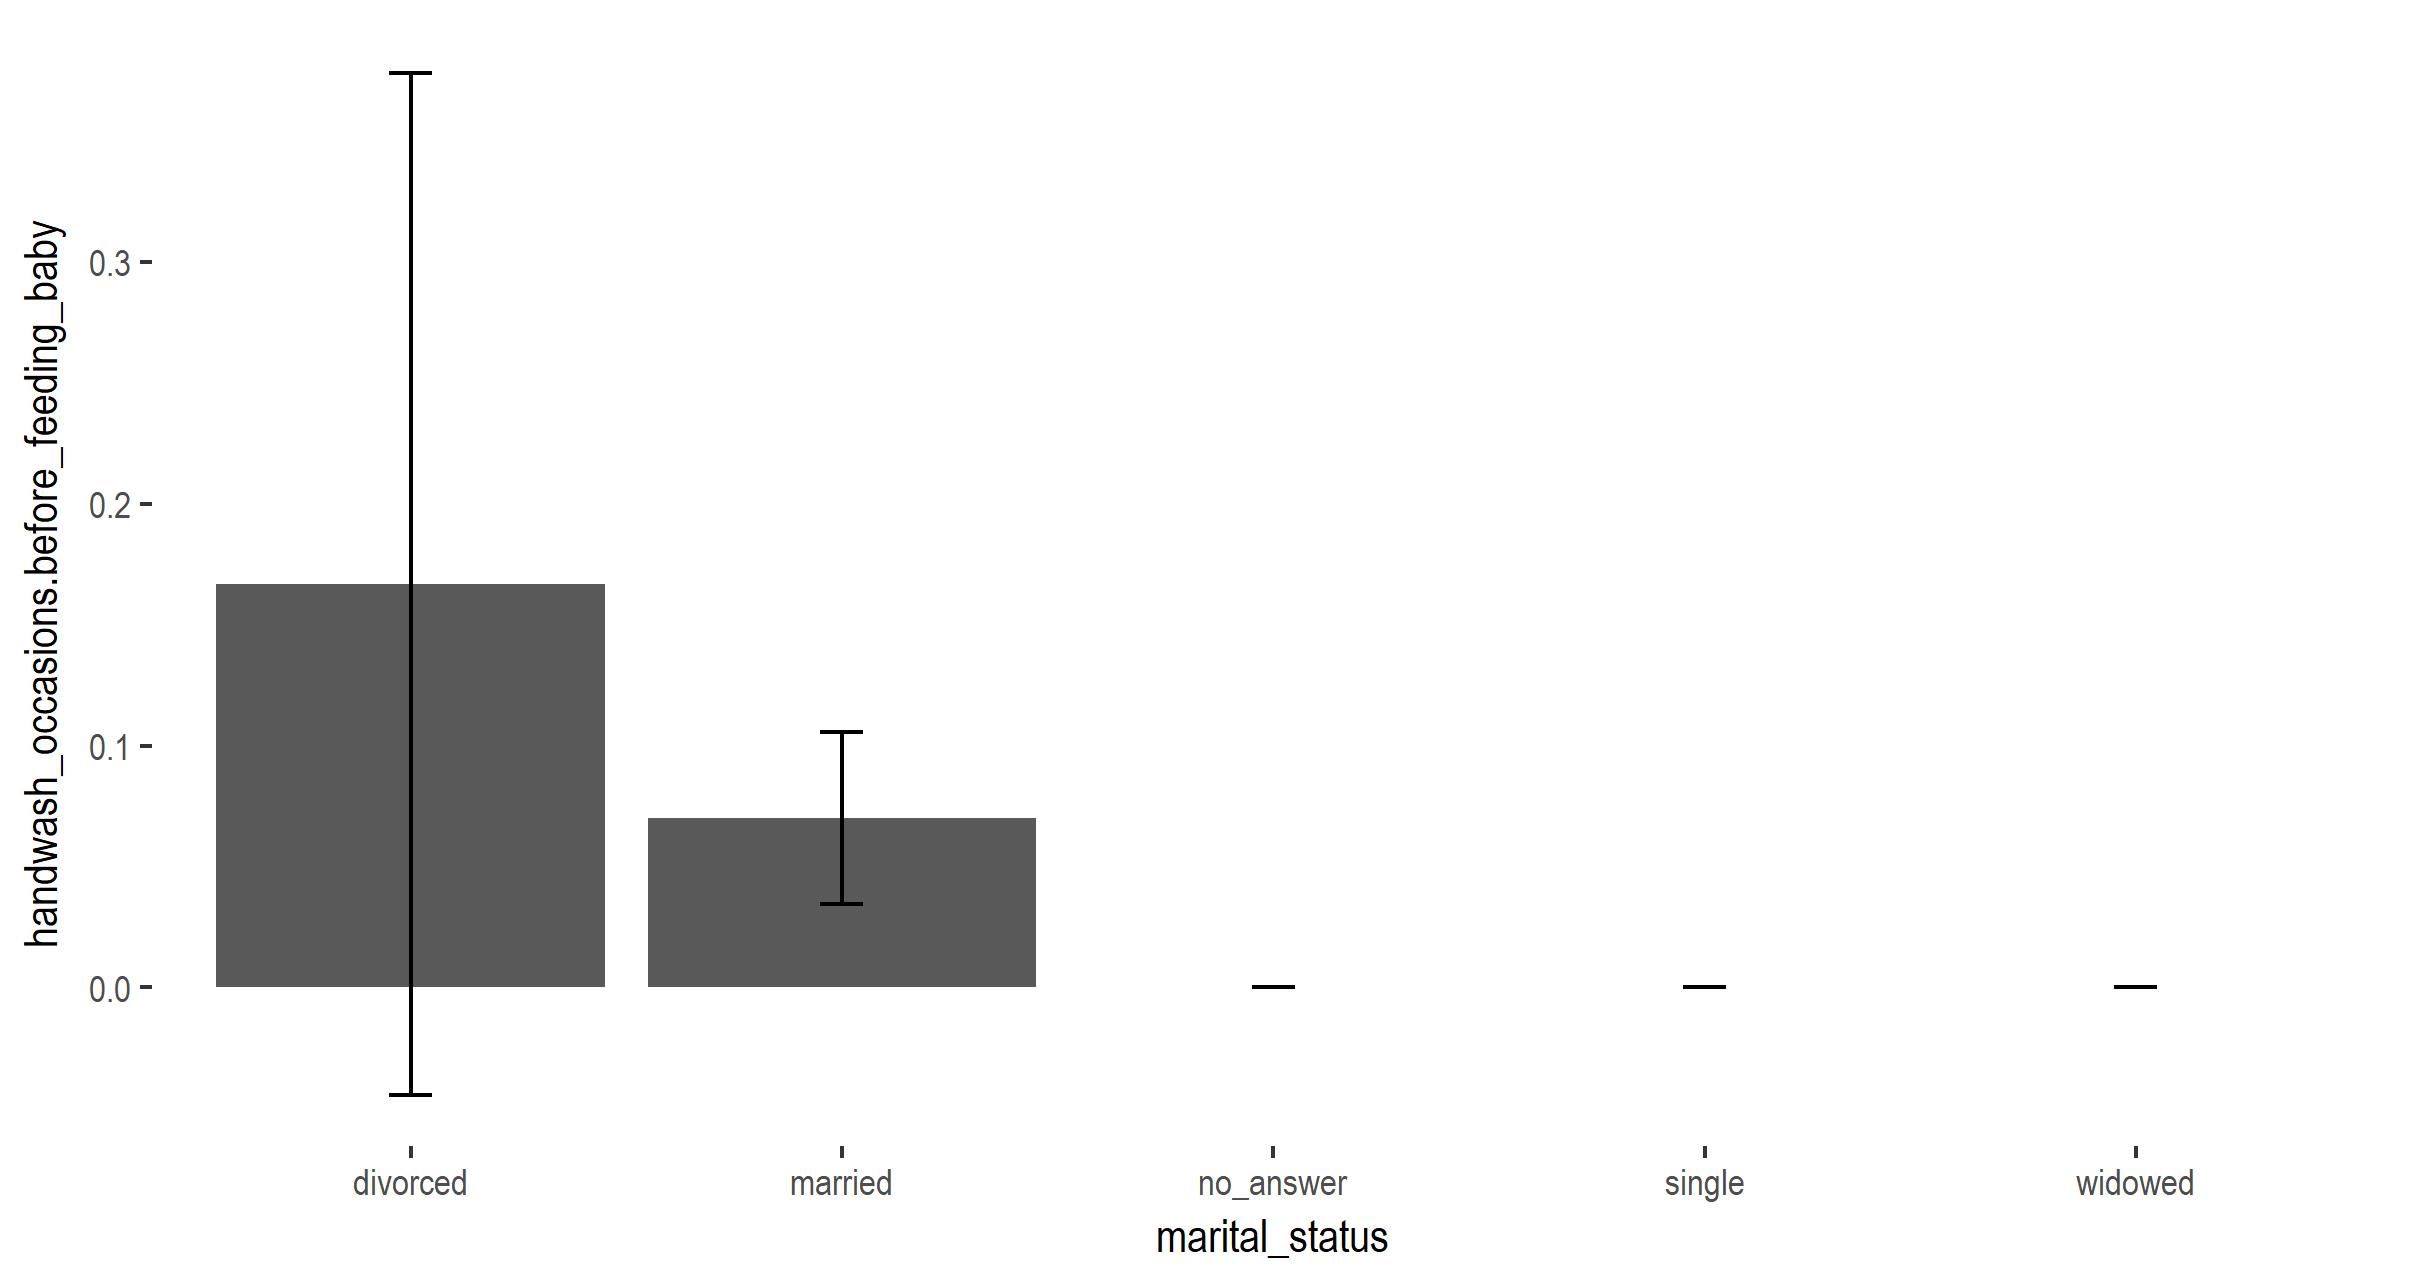 handwash_occasions.before_feeding_baby
0.3
0.2
0.1
0.0
divorced married no_answer single widowed
marital_status